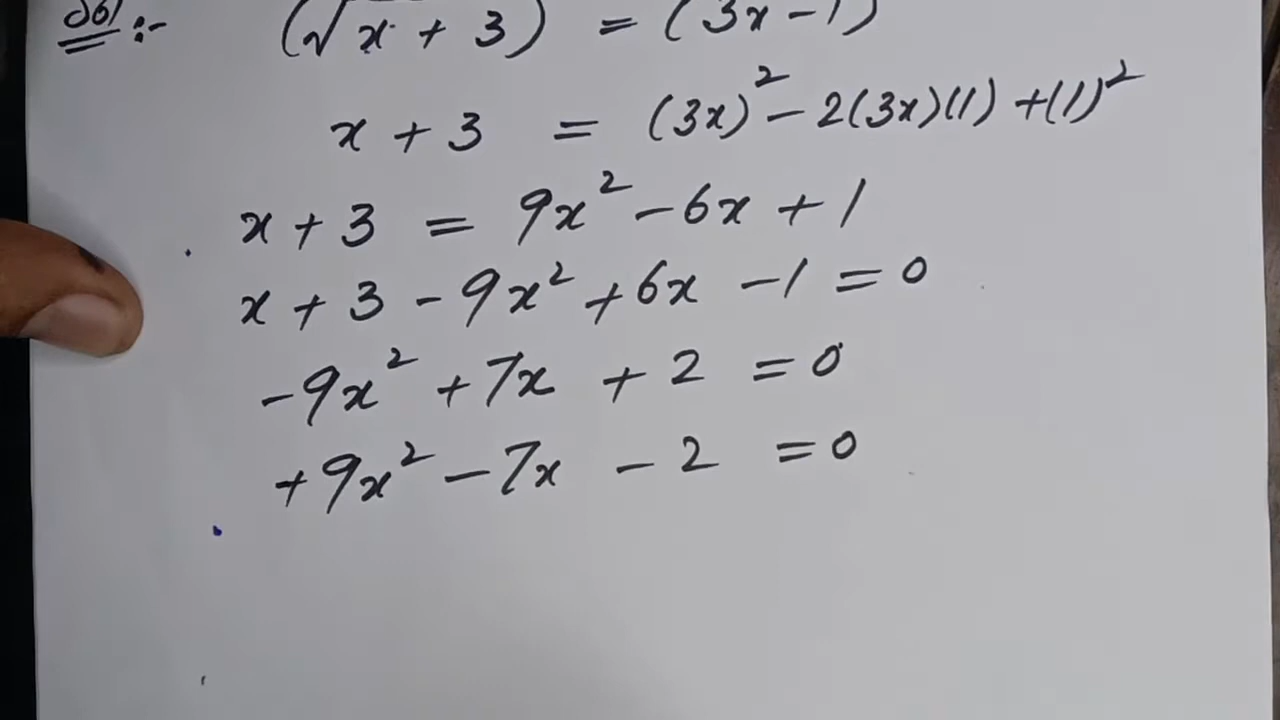 Sol :- (√x + 3) = (3x - 1)
x + 3 = (3x)² - 2(3x)(1) + (1)²
x + 3 = 9x² - 6x + 1
x + 3 - 9x² + 6x - 1 = 0
-9x² + 7x + 2 = 0
+9x² - 7x - 2 = 0